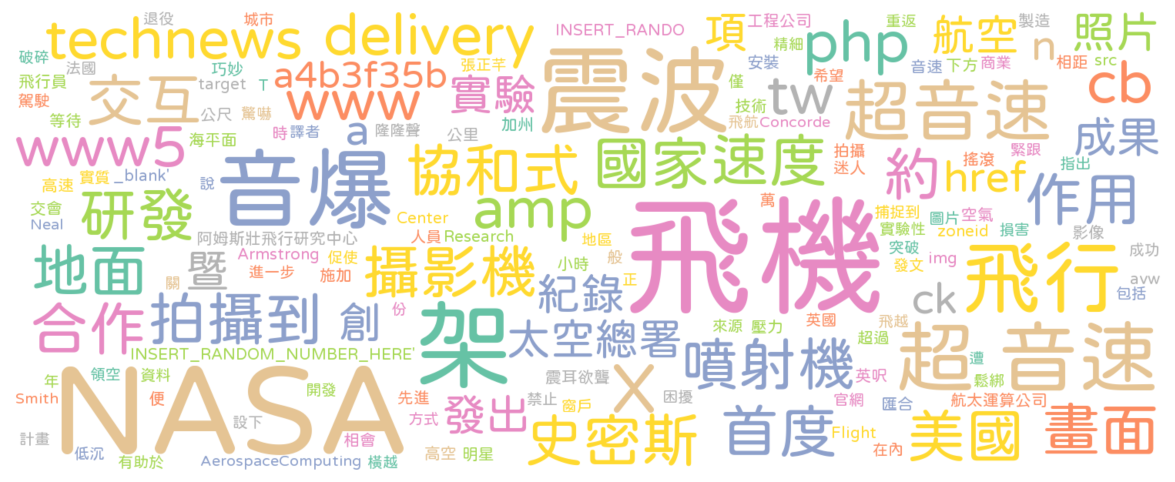 退役 城市 INSERT_RANDO 項 工程公司 重返 製造
technews delivery 精細 php 航空 n 照片
破碎 法國 巧妙 張正芊 震波 安裝 音速 下方 商業 相距 src
飛行員 交互 target T a4b3f35b 實驗 僅 tw 希望 超音速 cb
駕駛 公尺 驚嚇 www 技術
等待 時 譯者 a 隆隆聲 公里 加州 飛航 Concorde
www5 海平面 國家速度 拍攝 約 搖滾 緊跟 成果
高速 實質 _blank' 說 音爆 協和式 迷人 href 指出
交會 研發 amp 萬 飛機 捕捉到 圖片 空氣 作用
Neal Center 實驗性 zoneid 損害
阿姆斯壯飛行研究中心 人員 Research 地區 突破 影像
地面 暨 Armstrong 促使 攝影機 般 發文 img 飛行 成功
關 進一步 施加 小時 正 avw
合作 拍攝到 創 份 架 紀錄 ck 包括
INSERT_RANDOM_NUMBER_HERE' 太空總署 來源 壓力 英國 飛越
年 領空 資料 NASA 震耳欲聾 噴射機 超過 英呎 遭 超音速
Smith 便 開發 先進 禁止 X 困擾 鬆綁
設下 方式 發出 窗戶 官網 匯合 航太運算公司
計畫 相會 史密斯 首度 Flight 美國 畫面
低沉 有助於 AerospaceComputing 橫越 高空 明星 在內